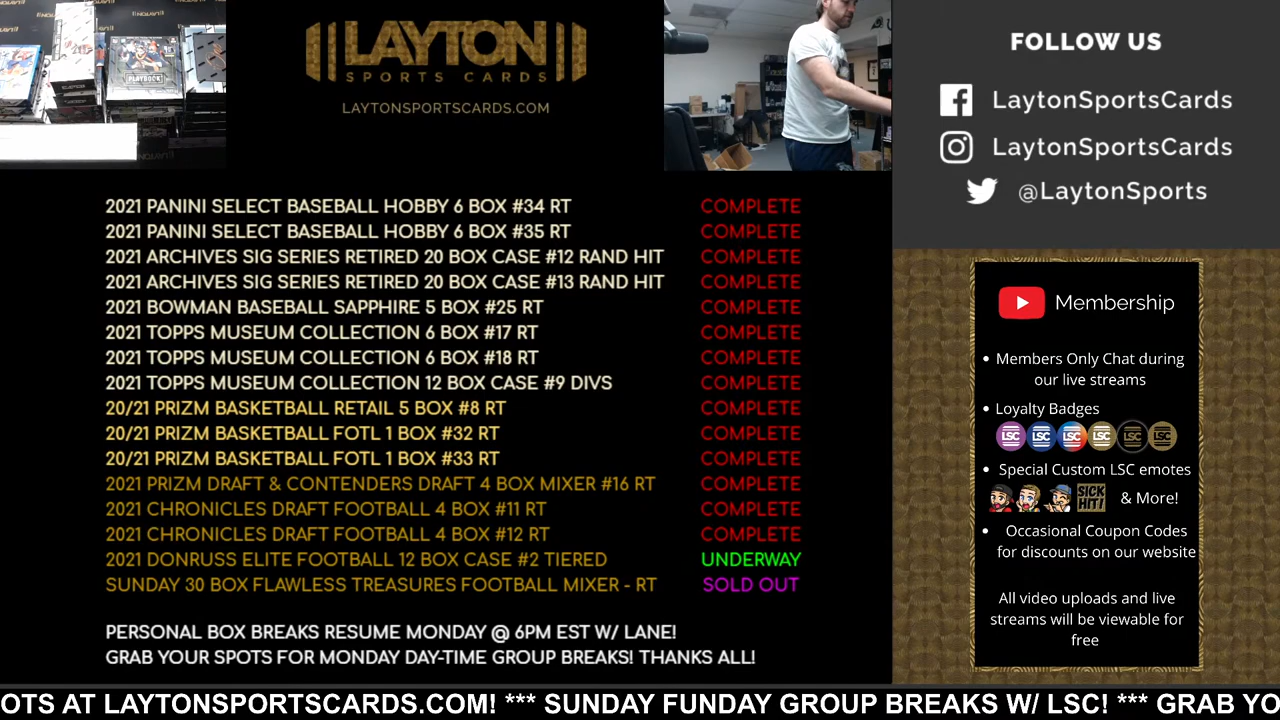 LAYTON
SPORTS CARDS
LAYTONSPORTSCARDS.COM
PLAYBOOK
2021 PANINI SELECT BASEBALL HOBBY 6 BOX #34 RT COMPLETE
2021 PANINI SELECT BASEBALL HOBBY 6 BOX #35 RT COMPLETE
2021 ARCHIVES SIG SERIES RETIRED 20 BOX CASE #12 RAND HIT COMPLETE
2021 ARCHIVES SIG SERIES RETIRED 20 BOX CASE #13 RAND HIT COMPLETE
2021 BOWMAN BASEBALL SAPPHIRE 5 BOX #25 RT COMPLETE
2021 TOPPS MUSEUM COLLECTION 6 BOX #17 RT COMPLETE
2021 TOPPS MUSEUM COLLECTION 6 BOX #18 RT COMPLETE
2021 TOPPS MUSEUM COLLECTION 12 BOX CASE #9 DIVS COMPLETE
20/21 PRIZM BASKETBALL RETAIL 5 BOX #8 RT COMPLETE
20/21 PRIZM BASKETBALL FOTL 1 BOX #32 RT COMPLETE
20/21 PRIZM BASKETBALL FOTL 1 BOX #33 RT COMPLETE
2021 PRIZM DRAFT & CONTENDERS DRAFT 4 BOX MIXER #16 RT COMPLETE
2021 CHRONICLES DRAFT FOOTBALL 4 BOX #11 RT COMPLETE
2021 CHRONICLES DRAFT FOOTBALL 4 BOX #12 RT COMPLETE
2021 DONRUSS ELITE FOOTBALL 12 BOX CASE #2 TIERED UNDERWAY
SUNDAY 30 BOX FLAWLESS TREASURES FOOTBALL MIXER - RT SOLD OUT
PERSONAL BOX BREAKS RESUME MONDAY @ 6PM EST W/ LANE!
GRAB YOUR SPOTS FOR MONDAY DAY-TIME GROUP BREAKS! THANKS ALL!
FOLLOW US
LaytonSportsCards
LaytonSportsCards
@LaytonSports
Membership
• Members Only Chat during
our live streams
• Loyalty Badges
LSC LSC LSC LSC LSC LSC
• Special Custom LSC emotes
SICK
HIT!
& More!
• Occasional Coupon Codes
for discounts on our website
All video uploads and live
streams will be viewable for
free
OTS AT LAYTONSPORTSCARDS.COM! *** SUNDAY FUNDAY GROUP BREAKS W/ LSC! *** GRAB YO